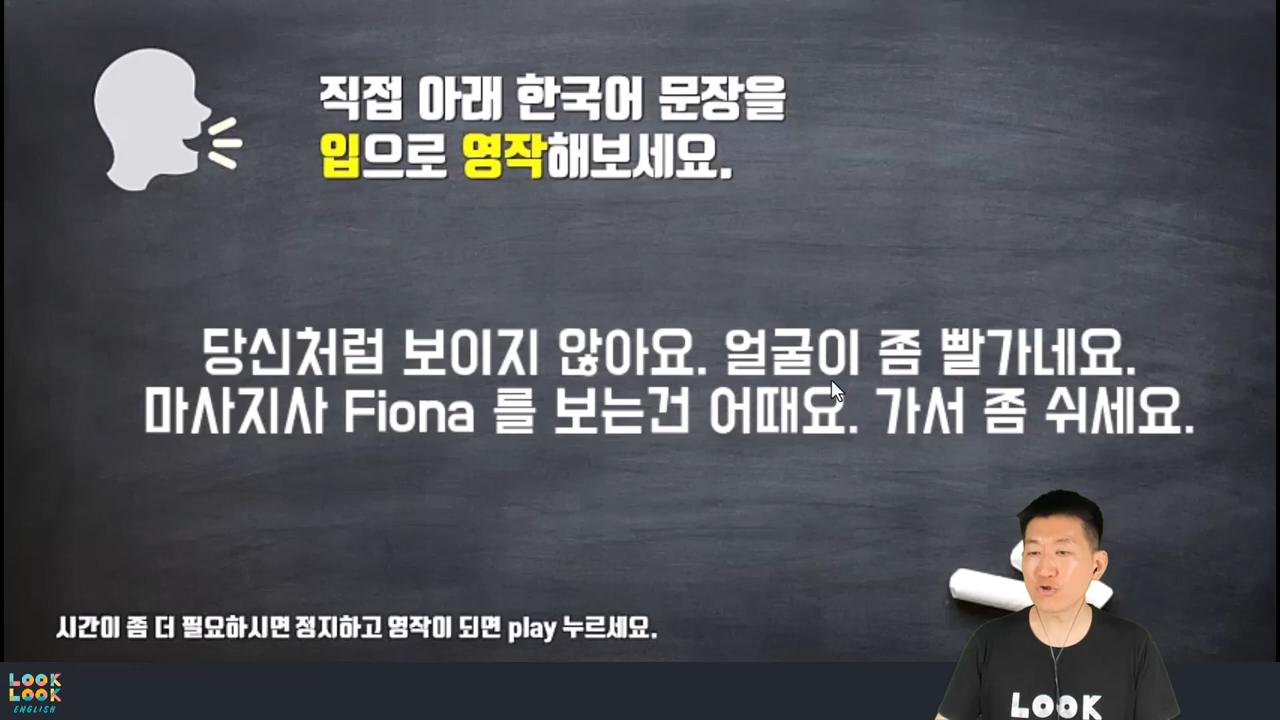 직접 아래 한국어 문장을
입으로 영작해보세요.
당신처럼 보이지 않아요. 얼굴이 좀 빨가네요.
마사지사 Fiona 를 보는건 어때요. 가서 좀 쉬세요.
시간이 좀 더 필요하시면 정지하고 영작이 되면 play 누르세요.
LOOK
LOOK
ENGLISH
LOOK